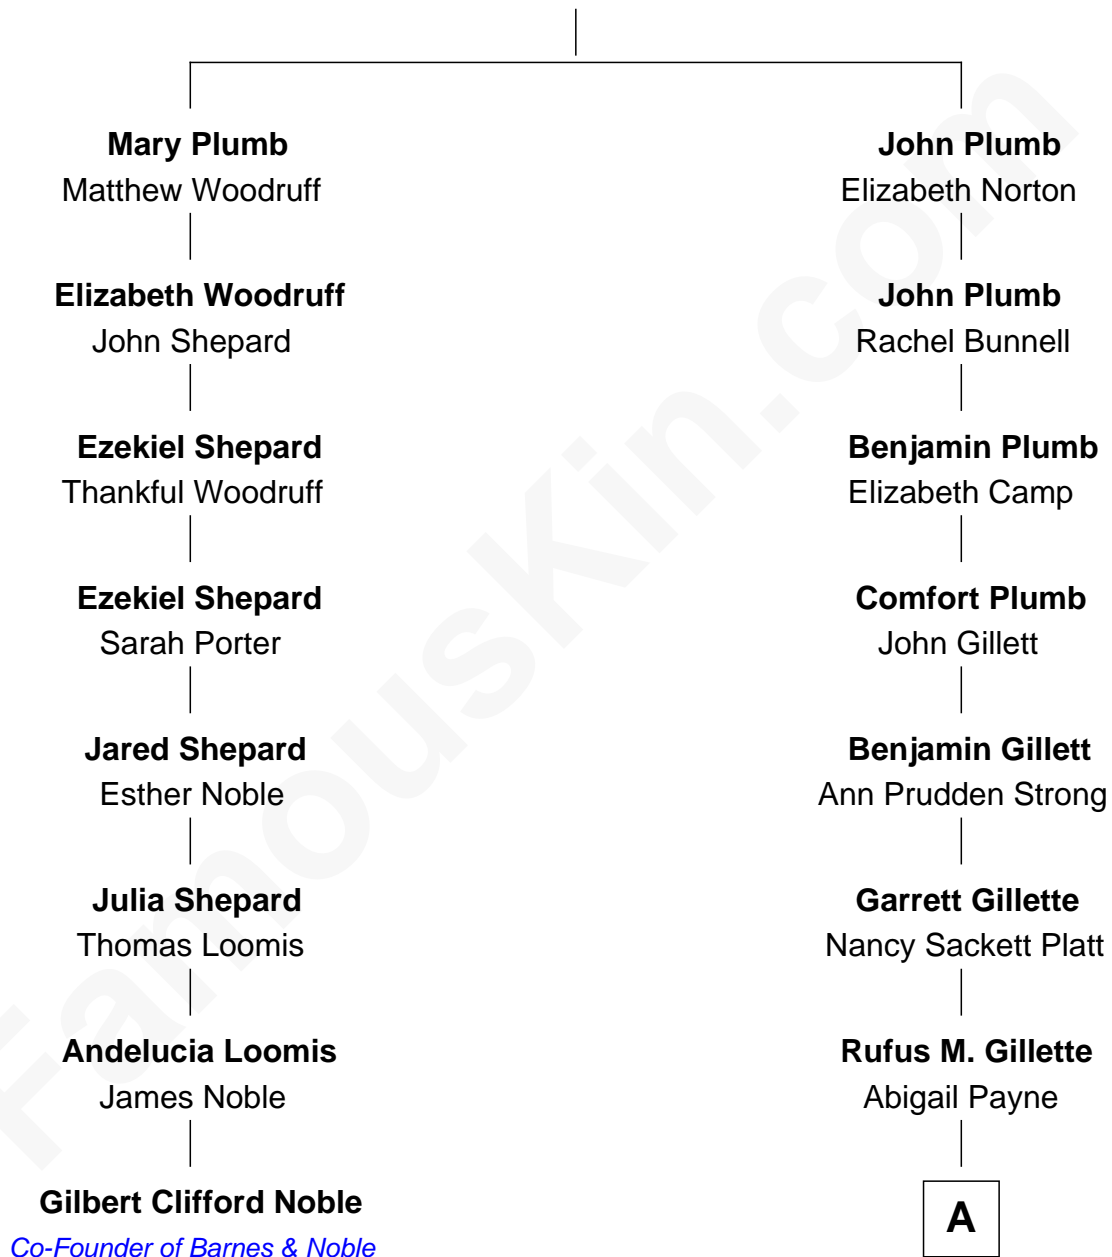 Mary Plumb
Matthew Woodruff
Elizabeth Woodruff
John Shepard
Ezekiel Shepard
Thankful Woodruff
Ezekiel Shepard
Sarah Porter
Jared Shepard
Esther Noble
Julia Shepard
Thomas Loomis
Andelucia Loomis
James Noble
Gilbert Clifford Noble
Co-Founder of Barnes & Noble
John Plumb
Elizabeth Norton
John Plumb
Rachel Bunnell
Benjamin Plumb
Elizabeth Camp
Comfort Plumb
John Gillett
Benjamin Gillett
Ann Prudden Strong
Garrett Gillette
Nancy Sackett Platt
Rufus M. Gillette
Abigail Payne
A
FamousKin.com